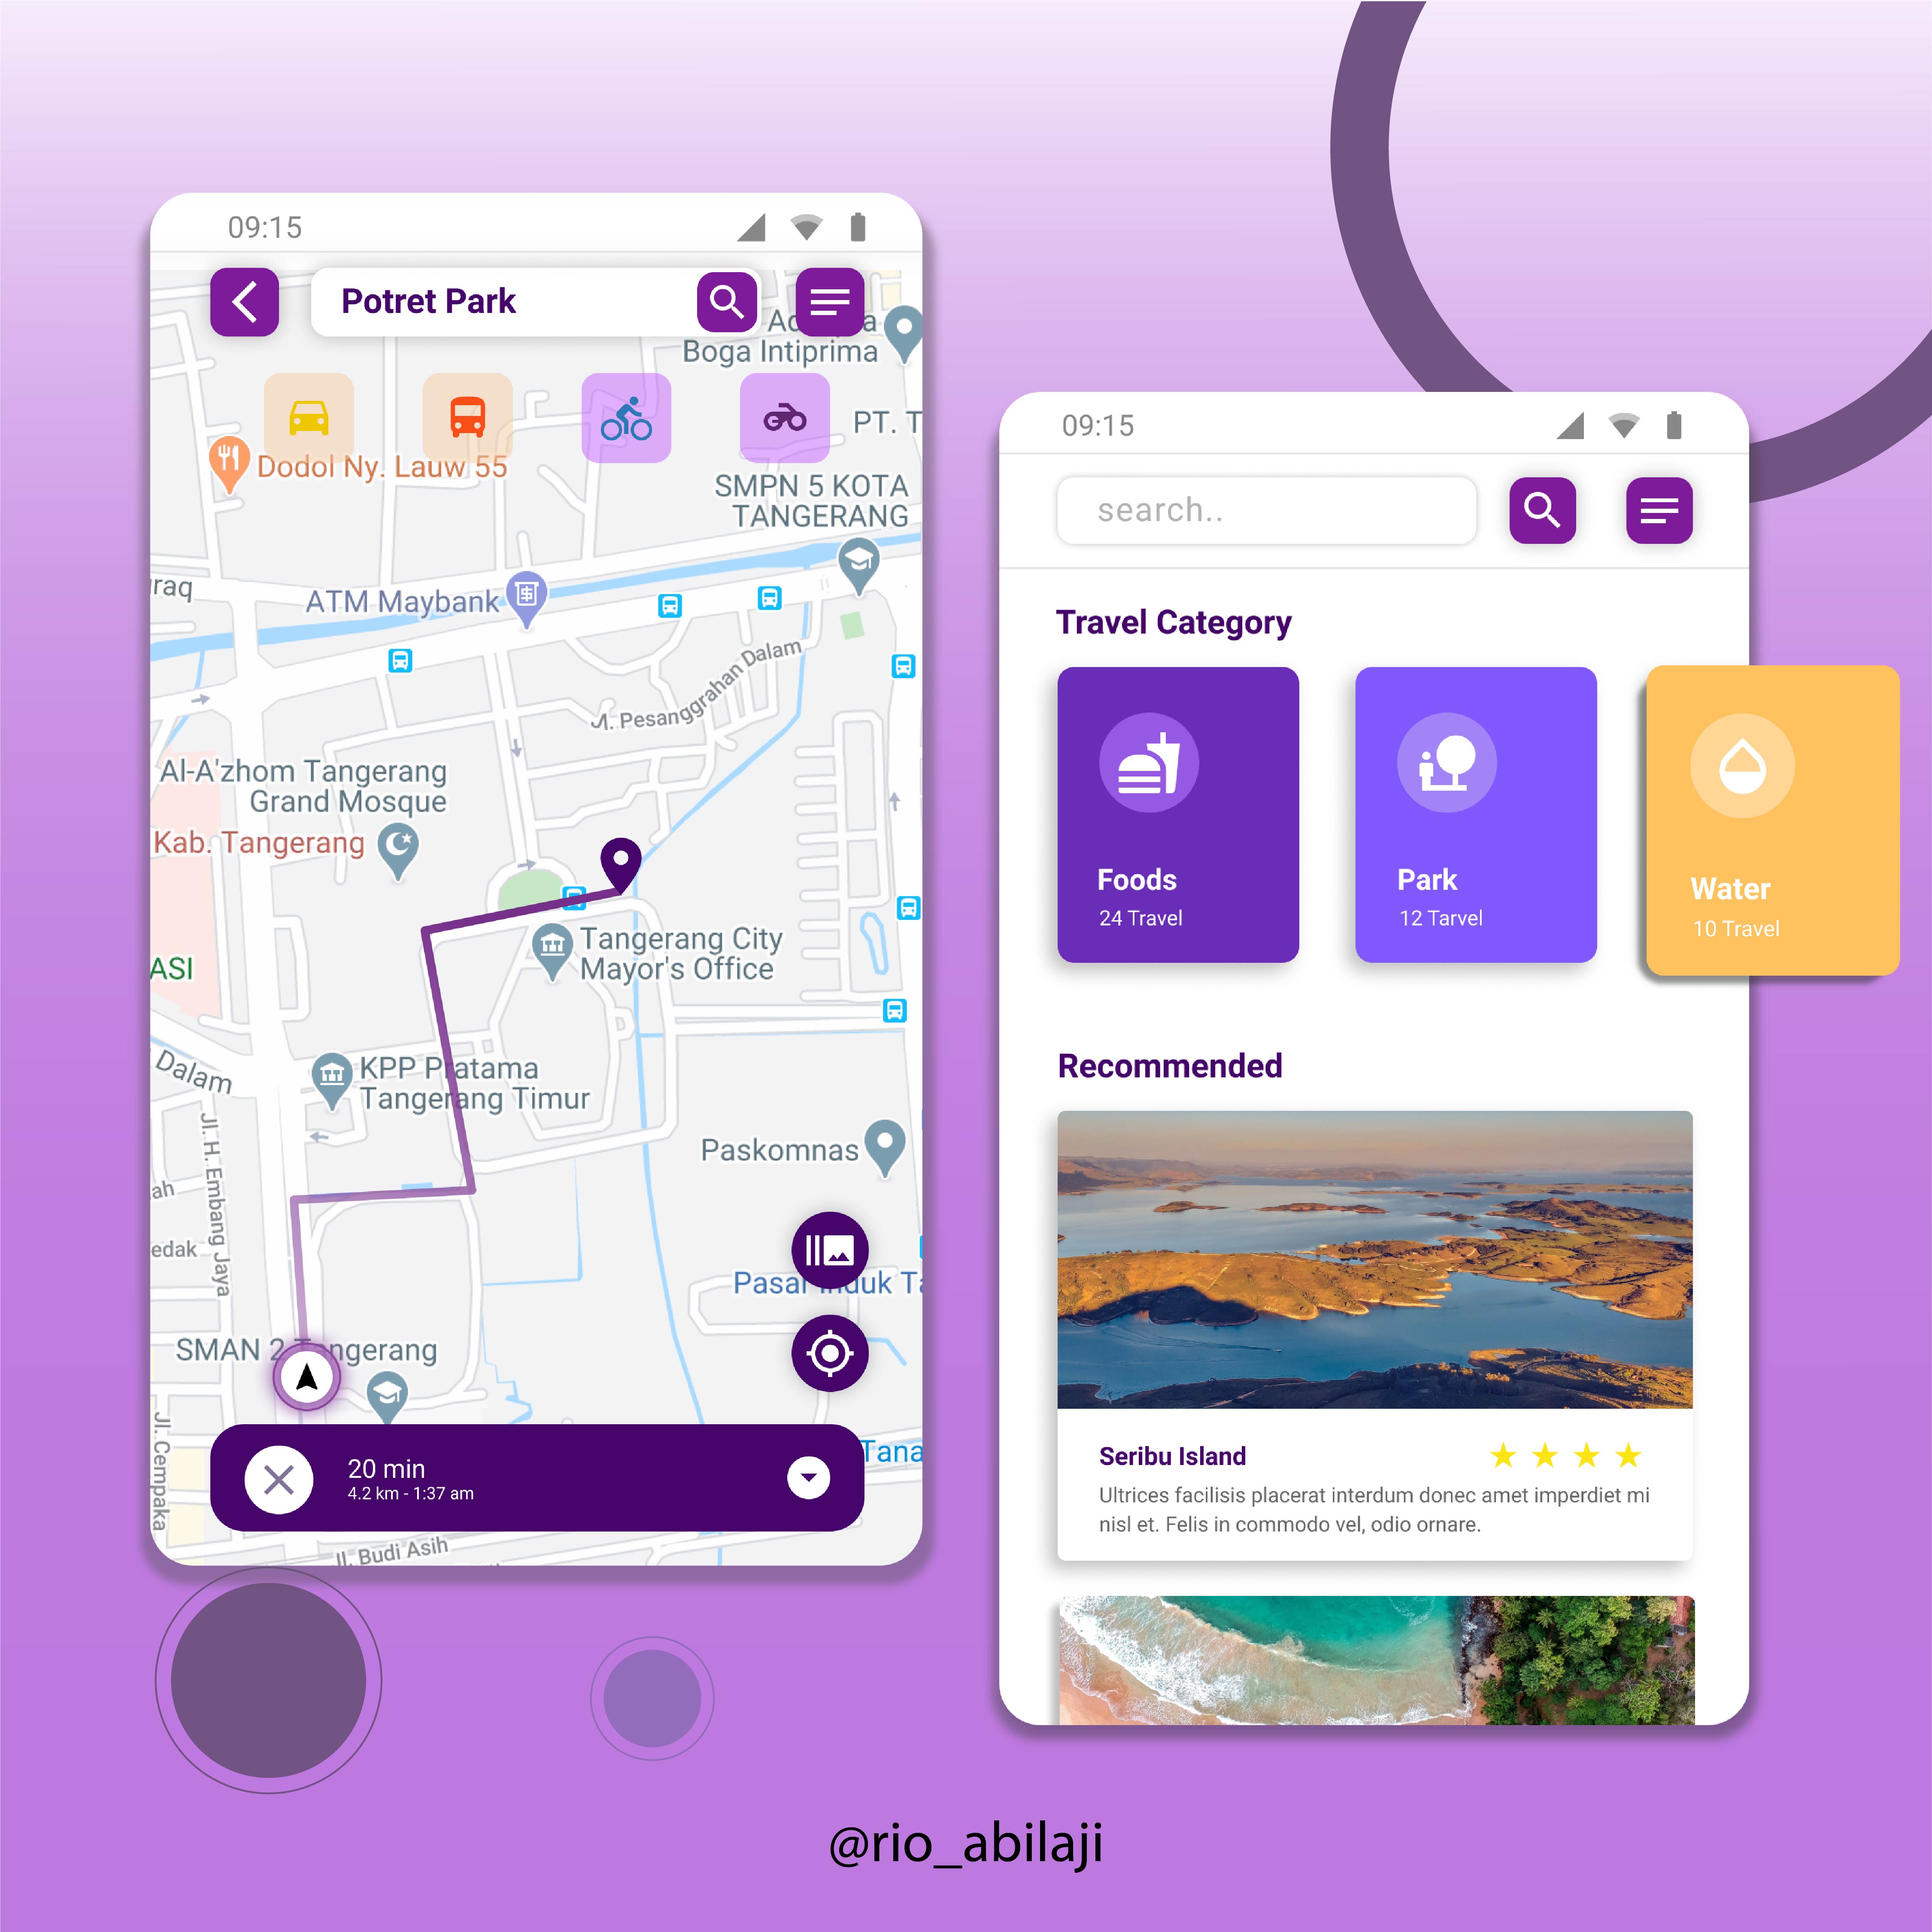 09:15
Potret Park
Boga Intiprima
PT. T
Dodol Ny. Lauw 55
SMPN 5 KOTA
TANGERANG
raq
ATM Maybank
Pesanggrahan Dalam
Al-A'zhom Tangerang
Grand Mosque
Kab. Tangerang
Tangerang City
Mayor's Office
ASI
Dalam
KPP Pratama
Tangerang Timur
Jl. H. Embang Jaya
Paskomnas
ah
edak
Pasar Induk Ta
SMAN 2 Tangerang
Jl. Cempaka
Tana
20 min
4.2 km - 1:37 am
Jl. Budi Asih
09:15
search..
Travel Category
Foods
24 Travel
Park
12 Tarvel
Water
10 Travel
Recommended
Seribu Island
Ultrices facilisis placerat interdum donec amet imperdiet mi
nisl et. Felis in commodo vel, odio ornare.
@rio_abilaji